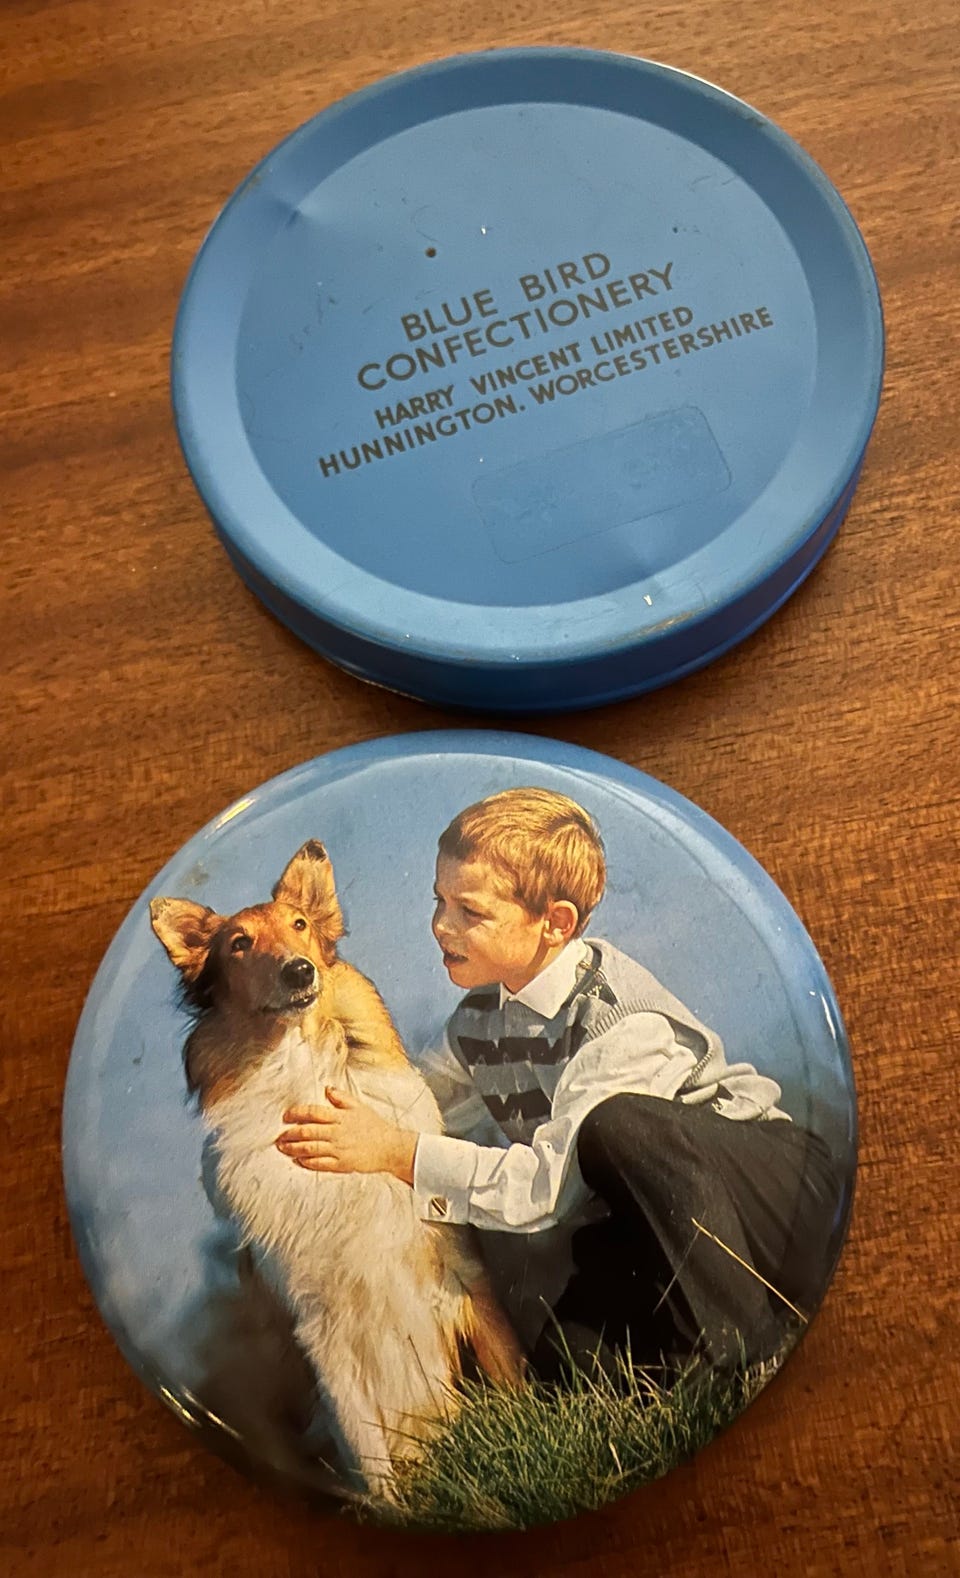 BLUE BIRD
CONFECTIONERY
HARRY VINCENT LIMITED
HUNNINGTON. WORCESTERSHIRE